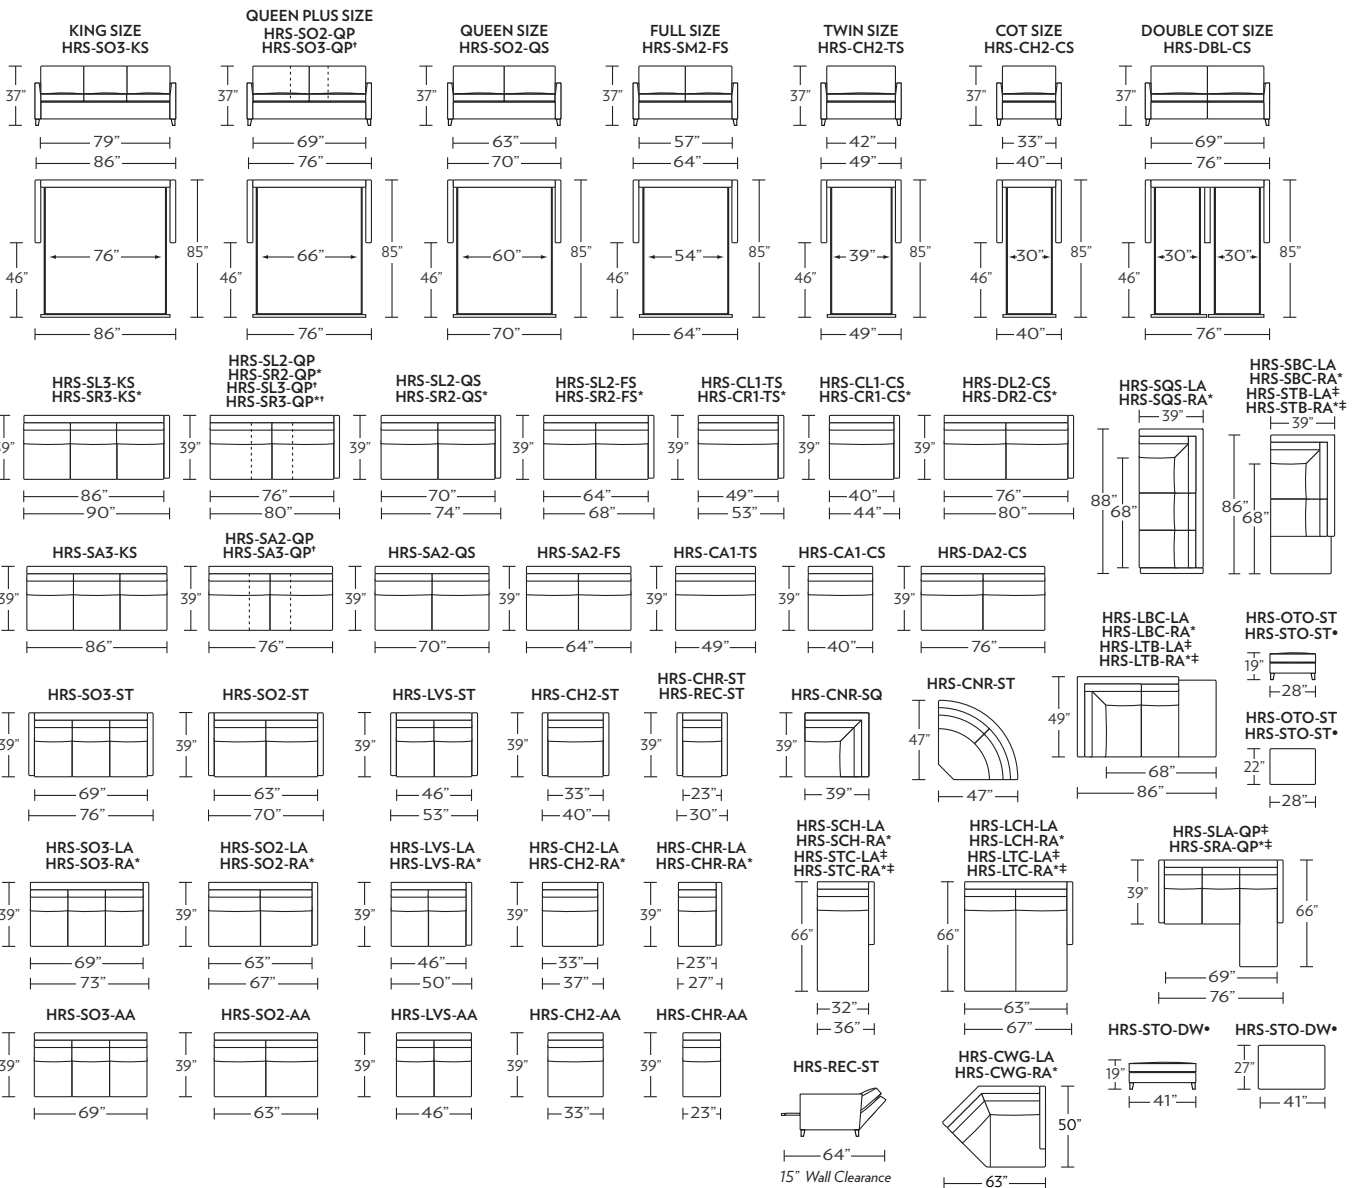 KING SIZE
HRS-SO3-KS
37”
79”
86”
76”
46”
85”
86”
QUEEN PLUS SIZE
HRS-SO2-QP
HRS-SO3-QP†
37”
69”
76”
66”
46”
85”
76”
QUEEN SIZE
HRS-SO2-QS
37”
63”
70”
60”
46”
85”
70”
FULL SIZE
HRS-SM2-FS
37”
57”
64”
54”
46”
85”
64”
TWIN SIZE
HRS-CH2-TS
37”
42”
49”
39”
46”
85”
49”
COT SIZE
HRS-CH2-CS
37”
33”
40”
30”
46”
85”
40”
DOUBLE COT SIZE
HRS-DBL-CS
37”
69”
76”
30”
30”
46”
85”
76”
HRS-SL3-KS
HRS-SR3-KS*
39”
86”
90”
HRS-SL2-QP
HRS-SR2-QP*
HRS-SL3-QP†
HRS-SR3-QP*†
39”
76”
80”
HRS-SL2-QS
HRS-SR2-QS*
39”
70”
74”
HRS-SL2-FS
HRS-SR2-FS*
39”
64”
68”
HRS-CL1-TS
HRS-CR1-TS*
39”
49”
53”
HRS-CL1-CS
HRS-CR1-CS*
39”
40”
44”
HRS-DL2-CS
HRS-DR2-CS*
39”
76”
80”
HRS-SQS-LA
HRS-SQS-RA*
39”
88”
68”
HRS-SBC-LA
HRS-SBC-RA*
HRS-STB-LA‡
HRS-STB-RA*‡
39”
86”
68”
HRS-SA3-KS
39”
86”
HRS-SA2-QP
HRS-SA3-QP†
39”
76”
HRS-SA2-QS
39”
70”
HRS-SA2-FS
39”
64”
HRS-CA1-TS
39”
49”
HRS-CA1-CS
39”
40”
HRS-DA2-CS
39”
76”
HRS-LBC-LA
HRS-LBC-RA*
HRS-LTB-LA‡
HRS-LTB-RA*‡
49”
68”
86”
HRS-OTO-ST
HRS-STO-ST•
19”
28”
HRS-OTO-ST
HRS-STO-ST•
22”
28”
HRS-SO3-ST
39”
69”
76”
HRS-SO2-ST
39”
63”
70”
HRS-LVS-ST
39”
46”
53”
HRS-CH2-ST
39”
33”
40”
HRS-CHR-ST
HRS-REC-ST
39”
23”
30”
HRS-CNR-SQ
39”
39”
HRS-CNR-ST
47”
47”
HRS-SO3-LA
HRS-SO3-RA*
39”
69”
73”
HRS-SO2-LA
HRS-SO2-RA*
39”
63”
67”
HRS-LVS-LA
HRS-LVS-RA*
39”
46”
50”
HRS-CH2-LA
HRS-CH2-RA*
39”
33”
37”
HRS-CHR-LA
HRS-CHR-RA*
39”
23”
27”
HRS-SCH-LA
HRS-SCH-RA*
HRS-STC-LA‡
HRS-STC-RA*‡
66”
32”
36”
HRS-LCH-LA
HRS-LCH-RA*
HRS-LTC-LA‡
HRS-LTC-RA*‡
66”
63”
67”
HRS-SLA-QP‡
HRS-SRA-QP*‡
39”
66”
69”
76”
HRS-SO3-AA
39”
69”
HRS-SO2-AA
39”
63”
HRS-LVS-AA
39”
46”
HRS-CH2-AA
39”
33”
HRS-CHR-AA
39”
23”
HRS-REC-ST
64”
15” Wall Clearance
HRS-CWG-LA
HRS-CWG-RA*
50”
63”
HRS-STO-DW•
19”
41”
HRS-STO-DW•
27”
41”